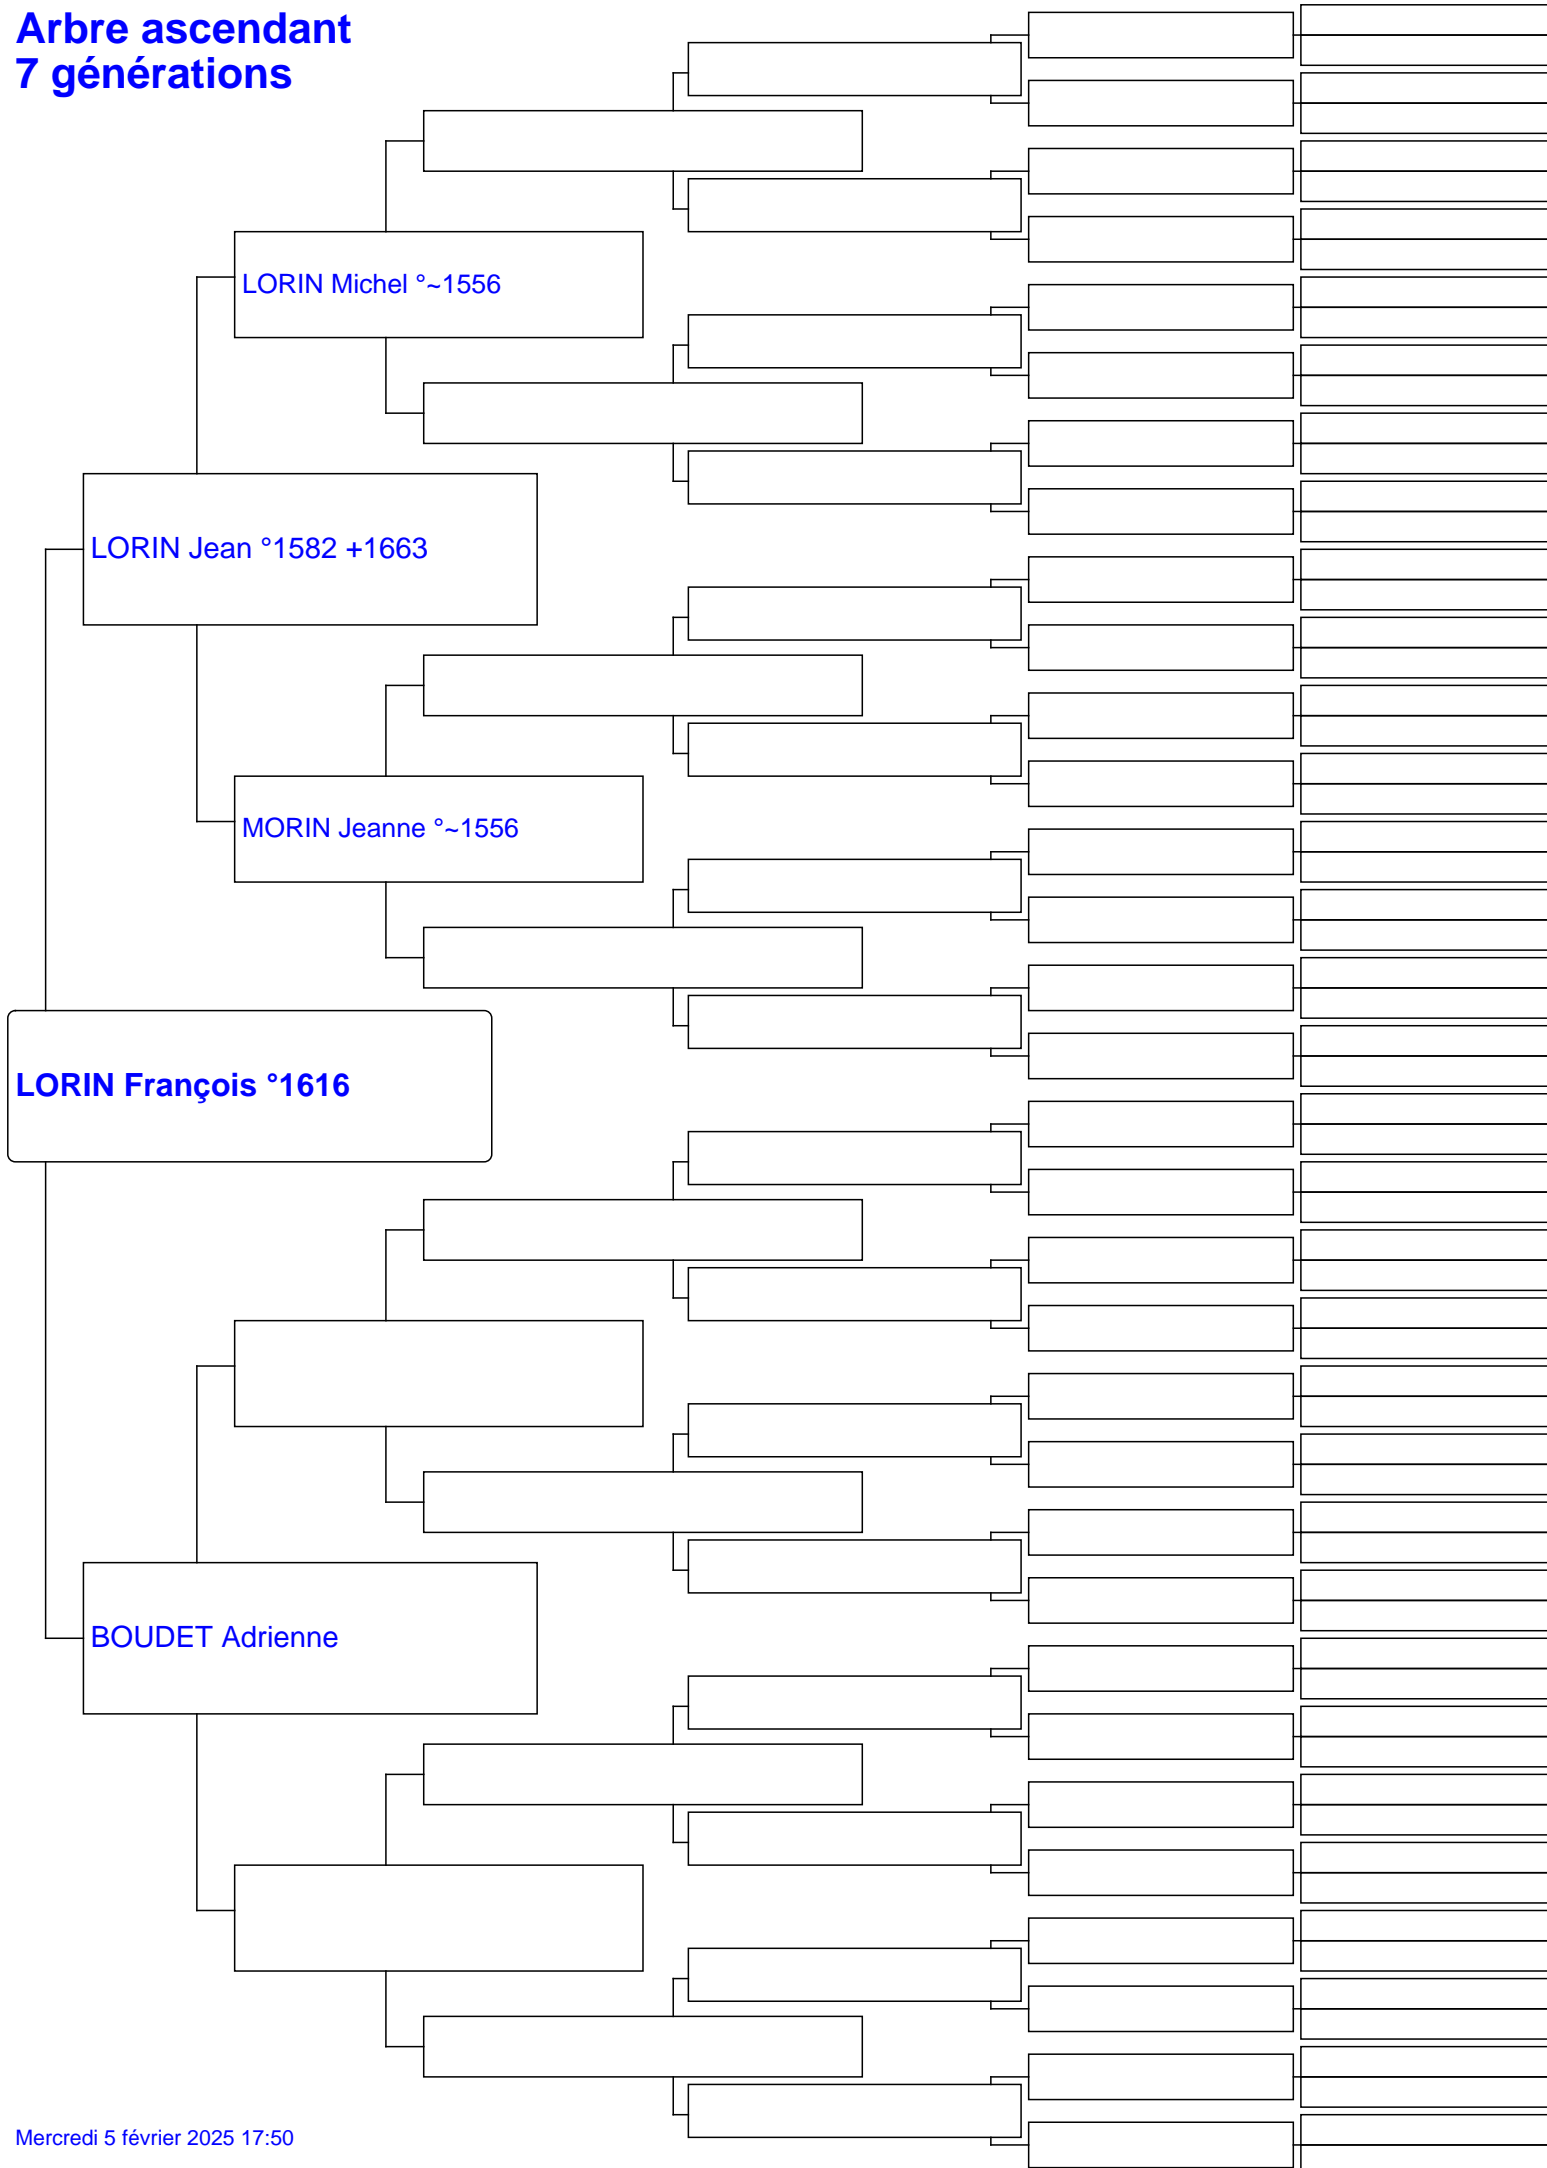 Arbre ascendant
7 générations
LORIN Michel °~1556
LORIN Jean °1582 +1663
MORIN Jeanne °~1556
LORIN François °1616
BOUDET Adrienne
Mercredi 5 février 2025 17:50